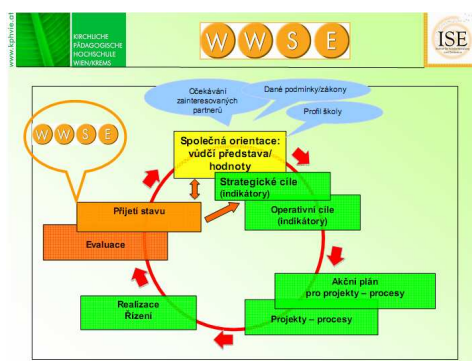 www.kphvie.at
KIRCHLICHE
PÄDAGOGISCHE
HOCHSCHULE
WIEN/KREMS
WWSE
ISE
Očekávání
zainteresovaných
partnerů
Dané podmínky/zákony
Profil školy
WWSE
Společná orientace:
vůdčí představa/
hodnoty
Strategické cíle
(indikátory)
Operativní cíle
(indikátory)
Přijetí stavu
Evaluace
Akční plán
pro projekty – procesy
Realizace
Řízení
Projekty – procesy